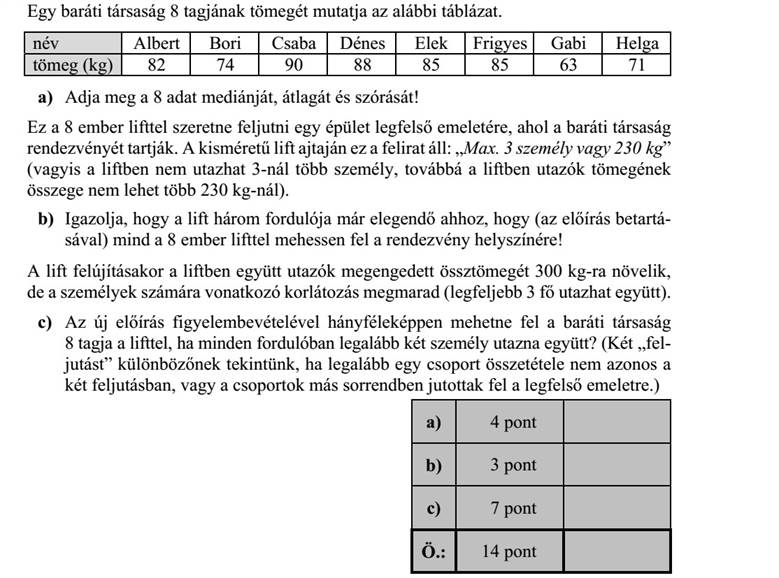 Egy baráti társaság 8 tagjának tömegét mutatja az alábbi táblázat.
név Albert Bori Csaba Dénes Elek Frigyes Gabi Helga
tömeg (kg) 82 74 90 88 85 85 63 71
a) Adja meg a 8 adat mediánját, átlagát és szórását!
Ez a 8 ember lifttel szeretne feljutni egy épület legfelső emeletére, ahol a baráti társaság
rendezvényét tartják. A kisméretű lift ajtaján ez a felirat áll: „Max. 3 személy vagy 230 kg”
(vagyis a liftben nem utazhat 3-nál több személy, továbbá a liftben utazók tömegének
összege nem lehet több 230 kg-nál).
b) Igazolja, hogy a lift három fordulója már elegendő ahhoz, hogy (az előírás betartá-
sával) mind a 8 ember lifttel mehessen fel a rendezvény helyszínére!
A lift felújításakor a liftben együtt utazók megengedett össztömegét 300 kg-ra növelik,
de a személyek számára vonatkozó korlátozás megmarad (legfeljebb 3 fő utazhat együtt).
c) Az új előírás figyelembevételével hányféleképpen mehetne fel a baráti társaság
8 tagja a lifttel, ha minden fordulóban legalább két személy utazna együtt? (Két „fel-
jutást” különbözőnek tekintünk, ha legalább egy csoport összetétele nem azonos a
két feljutásban, vagy a csoportok más sorrendben jutottak fel a legfelső emeletre.)
a) 4 pont
b) 3 pont
c) 7 pont
Ö.: 14 pont